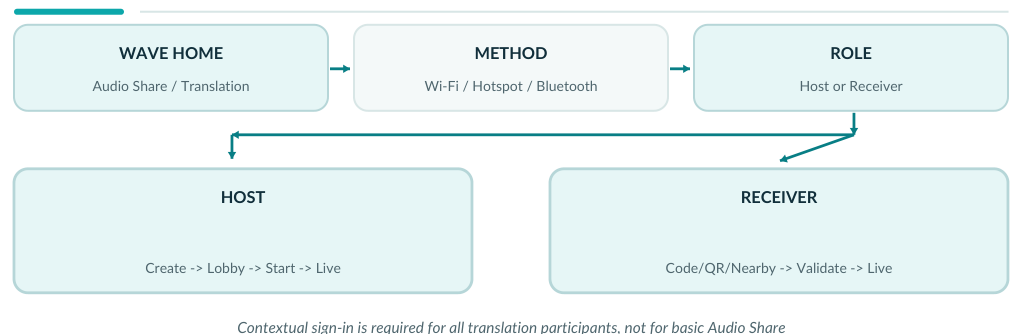 WAVE HOME
Audio Share / Translation
METHOD
Wi-Fi / Hotspot / Bluetooth
ROLE
Host or Receiver
HOST
Create -> Lobby -> Start -> Live
RECEIVER
Code/QR/Nearby -> Validate -> Live
Contextual sign-in is required for all translation participants, not for basic Audio Share